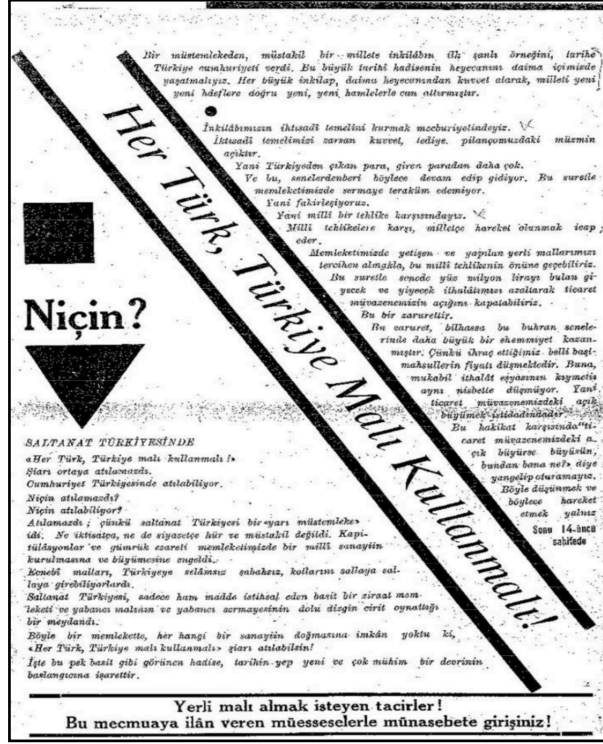 Bir müstemlekeden, müstakil bir millete inkilâbın ilk şanlı örneğini, tarihe
Türkiye cumhuriyeti verdi. Bu büyük tarihî hadisenin heyecanını daima içimizde
yaşatmalıyız. Her büyük inkilap, daima heyecanından kuvvet alarak, milleti yeni
yeni hdeflere doğru yeni, yeni hamlelerle can attırmıştır.
İnkilâbımızın ihtısadî temelini kurmak mecburiyetindeyiz.
İktısadî temelimizi sarsan kuvvet, tediye pilançomuzdaki müzmin
açıktır.
Yani Türkiyeden çıkan para, giren paradan daha çok.
Ve bu, senelerdenberi böylece devam edip gidiyor. Bu suretle
memleketimizde sermaye teraküm edemiyor.
Yani fakirleşiyoruz.
Yani millî bir tehlike karşısındayız.
Millî tehlikelere karşı, milletçe hareket olunmak icap
eder.
Memleketimizde yetişen ve yapılan yerli mallarımızı
tercihen almakla, bu millî tehlikenin önüne geçebiliriz.
Bu suretle senede yüz milyon lirayı bulan gi-
yecek ve yiyecek ithalâtımızı azaltarak ticaret
müvazenemizin açığını kapatabiliriz.
Bu bir zarurettir.
Bu zaruret, bilhassa bu buhran senele-
rinde daha büyük bir ehemmiyet kazan-
mıştır. Çünkü ihraç ettiğimiz belli başlı
mahsullerin fiyatı düşmektedir. Buna,
mukabil ithalât eşyasının kıymetis
aynı nisbette düşmüyor. Yani
ticaret müvazenemizdeki açık
büyümek istidadındadır.
Bu hakikat karşısında "ti-
caret müvazenemizdeki a-
çık büyürse büyüsün,
bundan bana ne?» diye
yangelip oturamayız.
Böyle düşünmek ve
böylece hareket
etmek yalnız
Sonu 14-üncü
sahifede
Her Türk, Türkiye Malı Kullanmalı!
Niçin?
SALTANAT TÜRKİYESİNDE
«Her Türk, Türkiye malı kullanmalı!»
Şiarı ortaya atılamazdı.
Cumhuriyet Türkiyesinde atılabiliyor.
Niçin atılamazdı?
Niçin atılabiliyor?
Atılamazdı; çünkü saltanat Türkiyesi bir «yarı müstemleke»
idi. Ne iktisatça, ne de siyasetçe hür ve müstakil değildi. Kapi-
tülâsyonlar ve gümrük esareti memleketimizde bir millî sanayiin
kurulmasına ve büyümesine engeldi.
Ecnebî malları, Türkiyeye selâmsız sabahsız, kollarını sallaya sal-
laya girebiliyorlardı.
Saltanat Türkiyesi, sadece ham madde istihsal eden basit bir ziraat mem-
leketi ve yabancı malının ve yabancı sermayesinin dolu dizgin cirit oynattığı
bir meydandı.
Böyle bir memlekette, her hangi bir sanayiin doğmasına imkân yoktu ki,
«Her Türk, Türkiye malı kullanmalı» şiarı atılabilsin!
İşte bu pek basit gibi görünen hadise, tarihin yep yeni ve çok mühim bir devrinin
başlangıcına işarettir.
Yerli malı almak isteyen tacirler!
Bu mecmuaya ilân veren müesseselerle münasebete girişiniz!